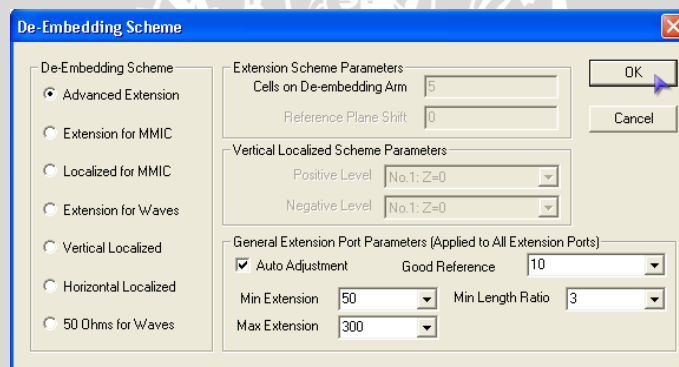 De-Embedding Scheme
De-Embedding Scheme
Advanced Extension
Extension for MMIC
Localized for MMIC
Extension for Waves
Vertical Localized
Horizontal Localized
50 Ohms for Waves
Extension Scheme Parameters
Cells on De-embedding Arm 5
Reference Plane Shift 0
Vertical Localized Scheme Parameters
Positive Level No.1: Z=0
Negative Level No.1: Z=0
General Extension Port Parameters (Applied to All Extension Ports)
Auto Adjustment Good Reference 10
Min Extension 50 Min Length Ratio 3
Max Extension 300
OK
Cancel